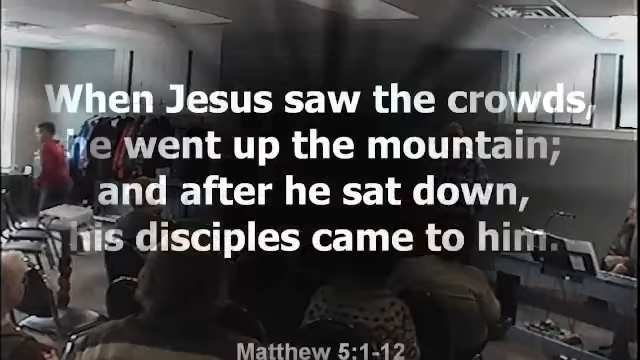 When Jesus saw the crowds,
he went up the mountain;
and after he sat down,
his disciples came to him.
Matthew 5:1-12